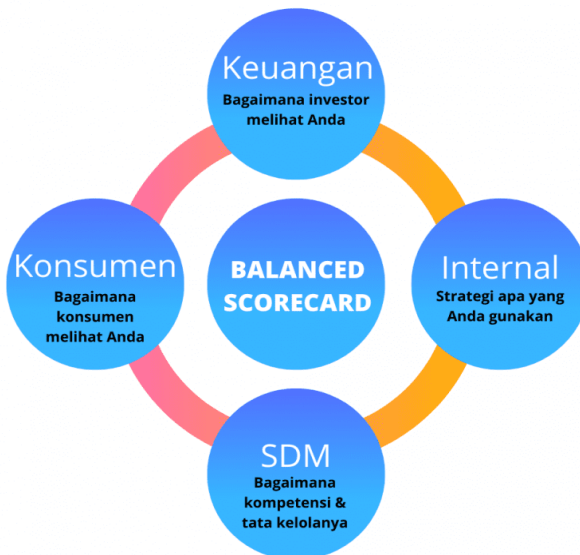 Keuangan
Bagaimana investor
melihat Anda
Konsumen
Bagaimana
konsumen
melihat Anda
BALANCED
SCORECARD
Internal
Strategi apa yang
Anda gunakan
SDM
Bagaimana
kompetensi &
tata kelolanya